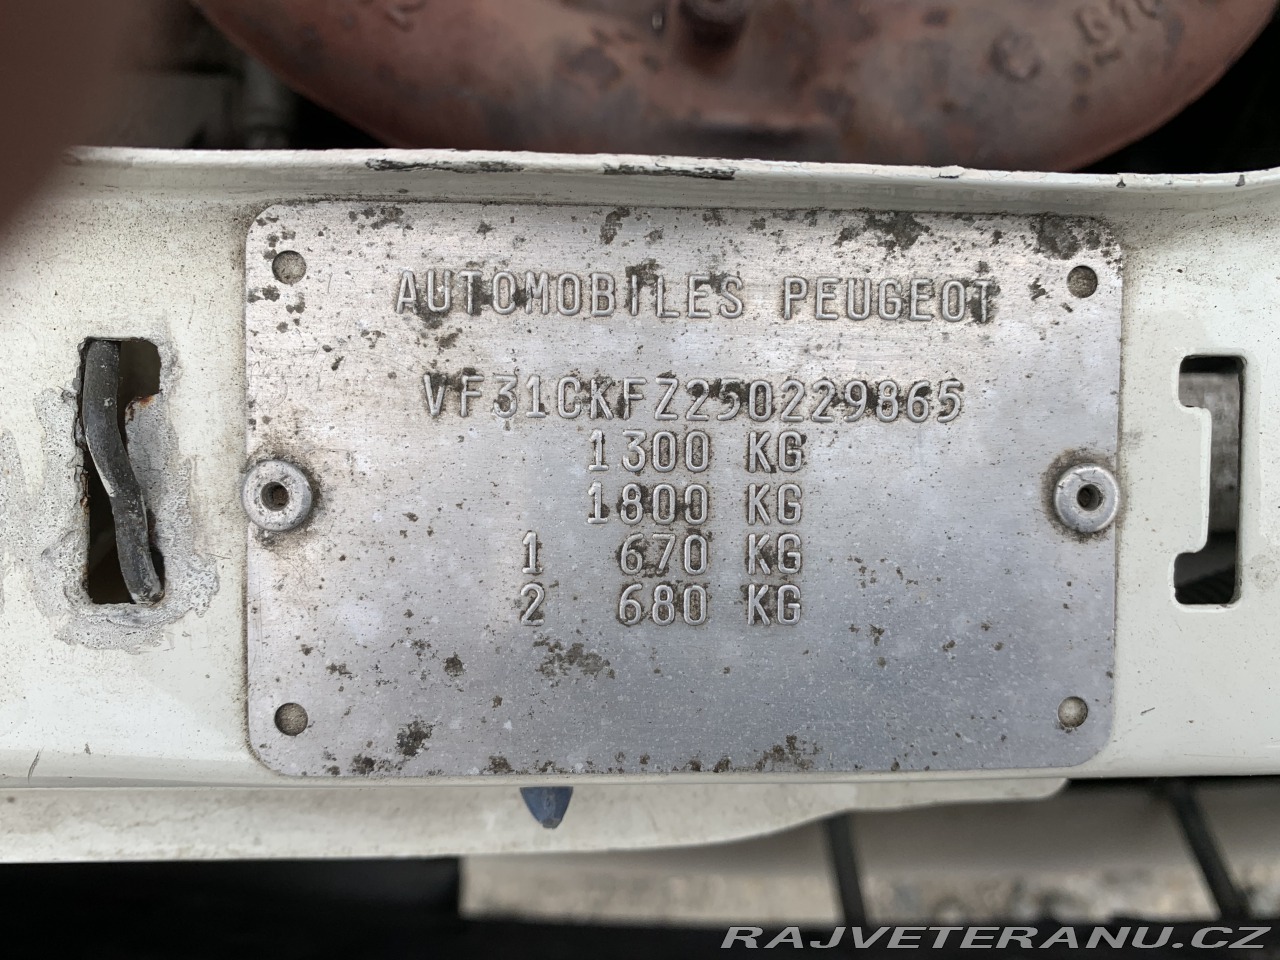 AUTOMOBILES PEUGEOT
VF31CKFZ250229865
1300 KG
1800 KG
1 670 KG
2 680 KG
RAJVETERANU.CZ